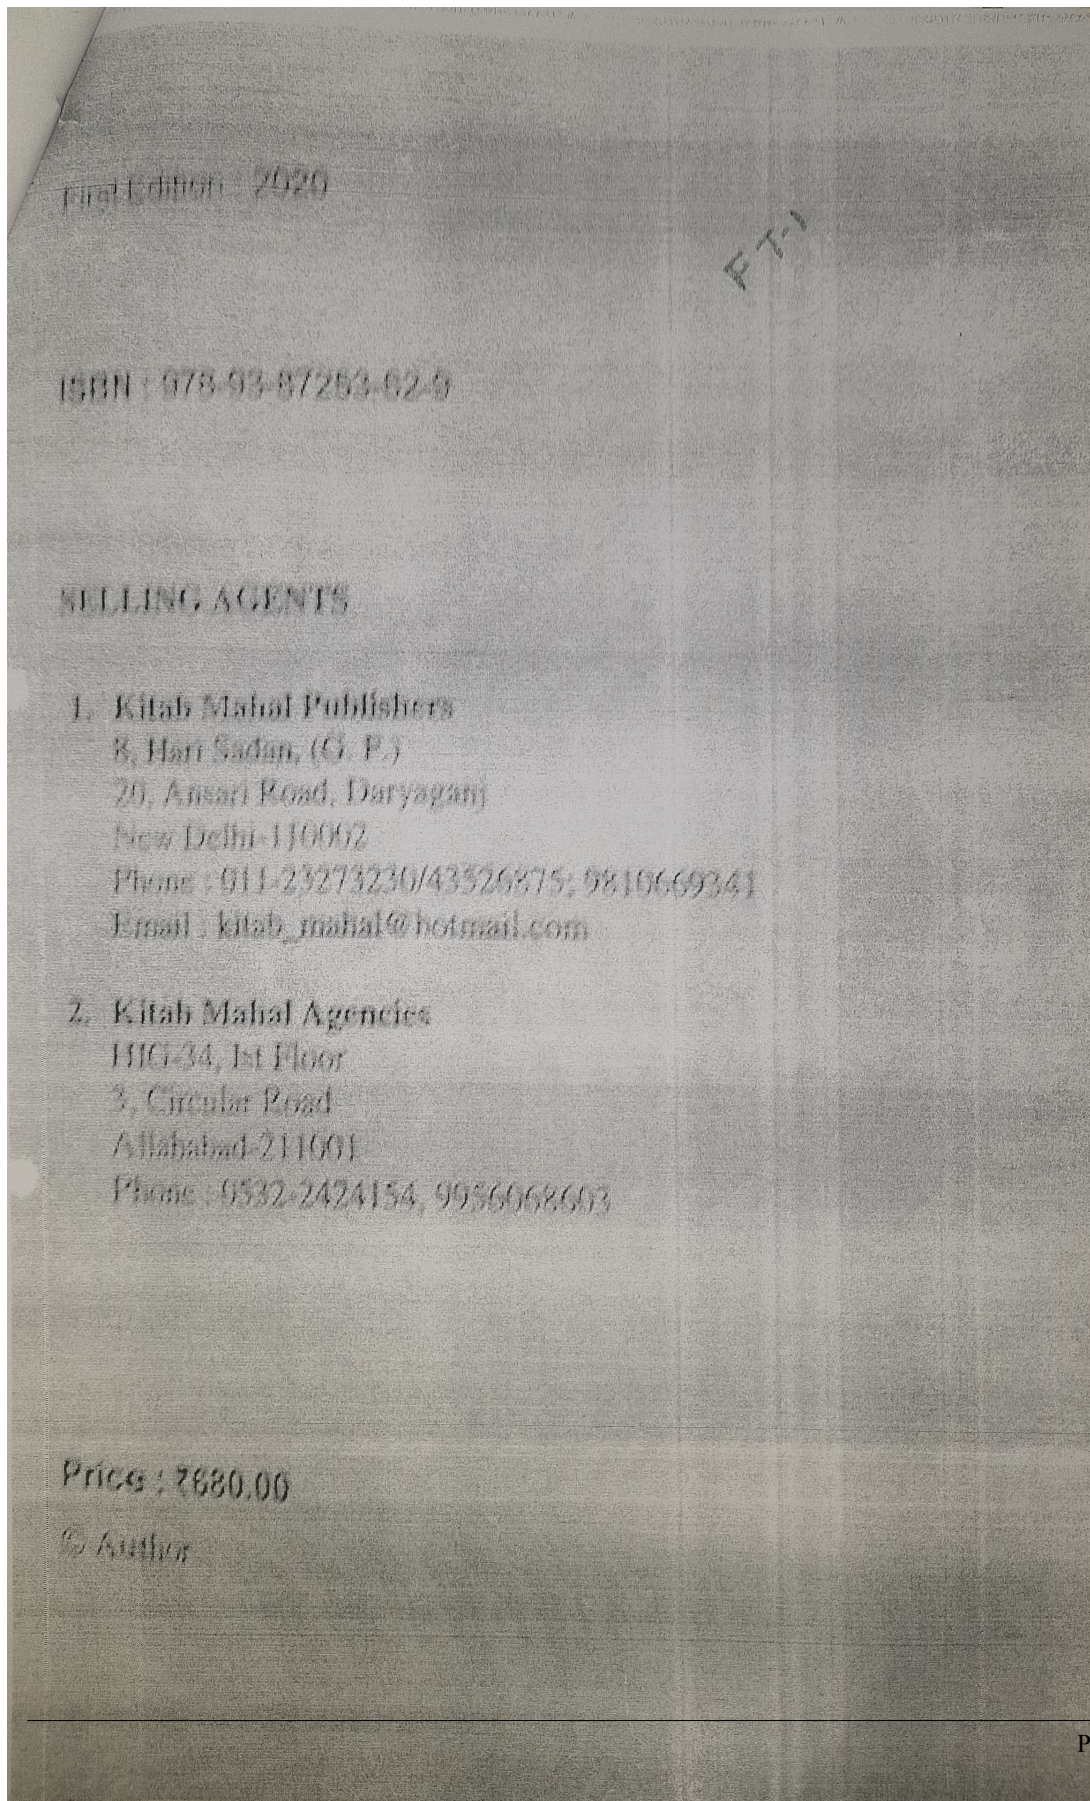 First Edition : 2020
F T-1
ISBN : 978-93-87253-62-9
SELLING AGENTS
1. Kitab Mahal Publishers
8, Hari Sadan, (G. F.)
20, Ansari Road, Daryaganj
New Delhi-110002
Phone : 011-23273230/43526875; 9810669341
Email : kitab_mahal@hotmail.com
2. Kitab Mahal Agencies
HIG-34, Ist Floor
3, Circular Road
Allahabad-211001
Phone : 0532-2424154, 9956068603
Price : ₹680.00
© Author
P